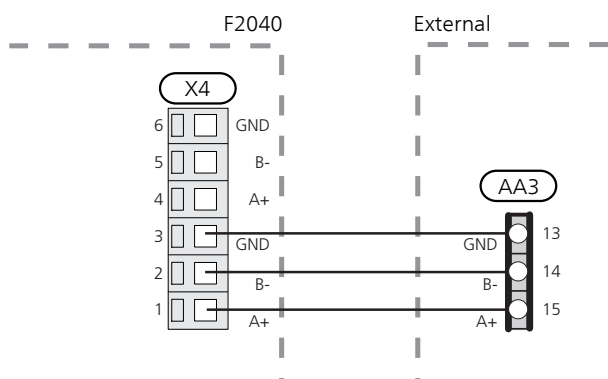 F2040 External
X4
6 GND
5 B-
4 A+
AA3
3 GND GND 13
2 B- B- 14
1 A+ A+ 15